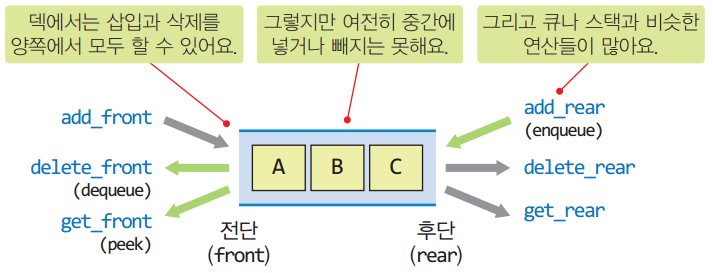 덱에서는 삽입과 삭제를
양쪽에서 모두 할 수 있어요.
그렇지만 여전히 중간에
넣거나 빼지는 못해요.
그리고 큐나 스택과 비슷한
연산들이 많아요.
add_front
delete_front
(dequeue)
get_front
(peek)
A B C
전단
(front)
후단
(rear)
add_rear
(enqueue)
delete_rear
get_rear